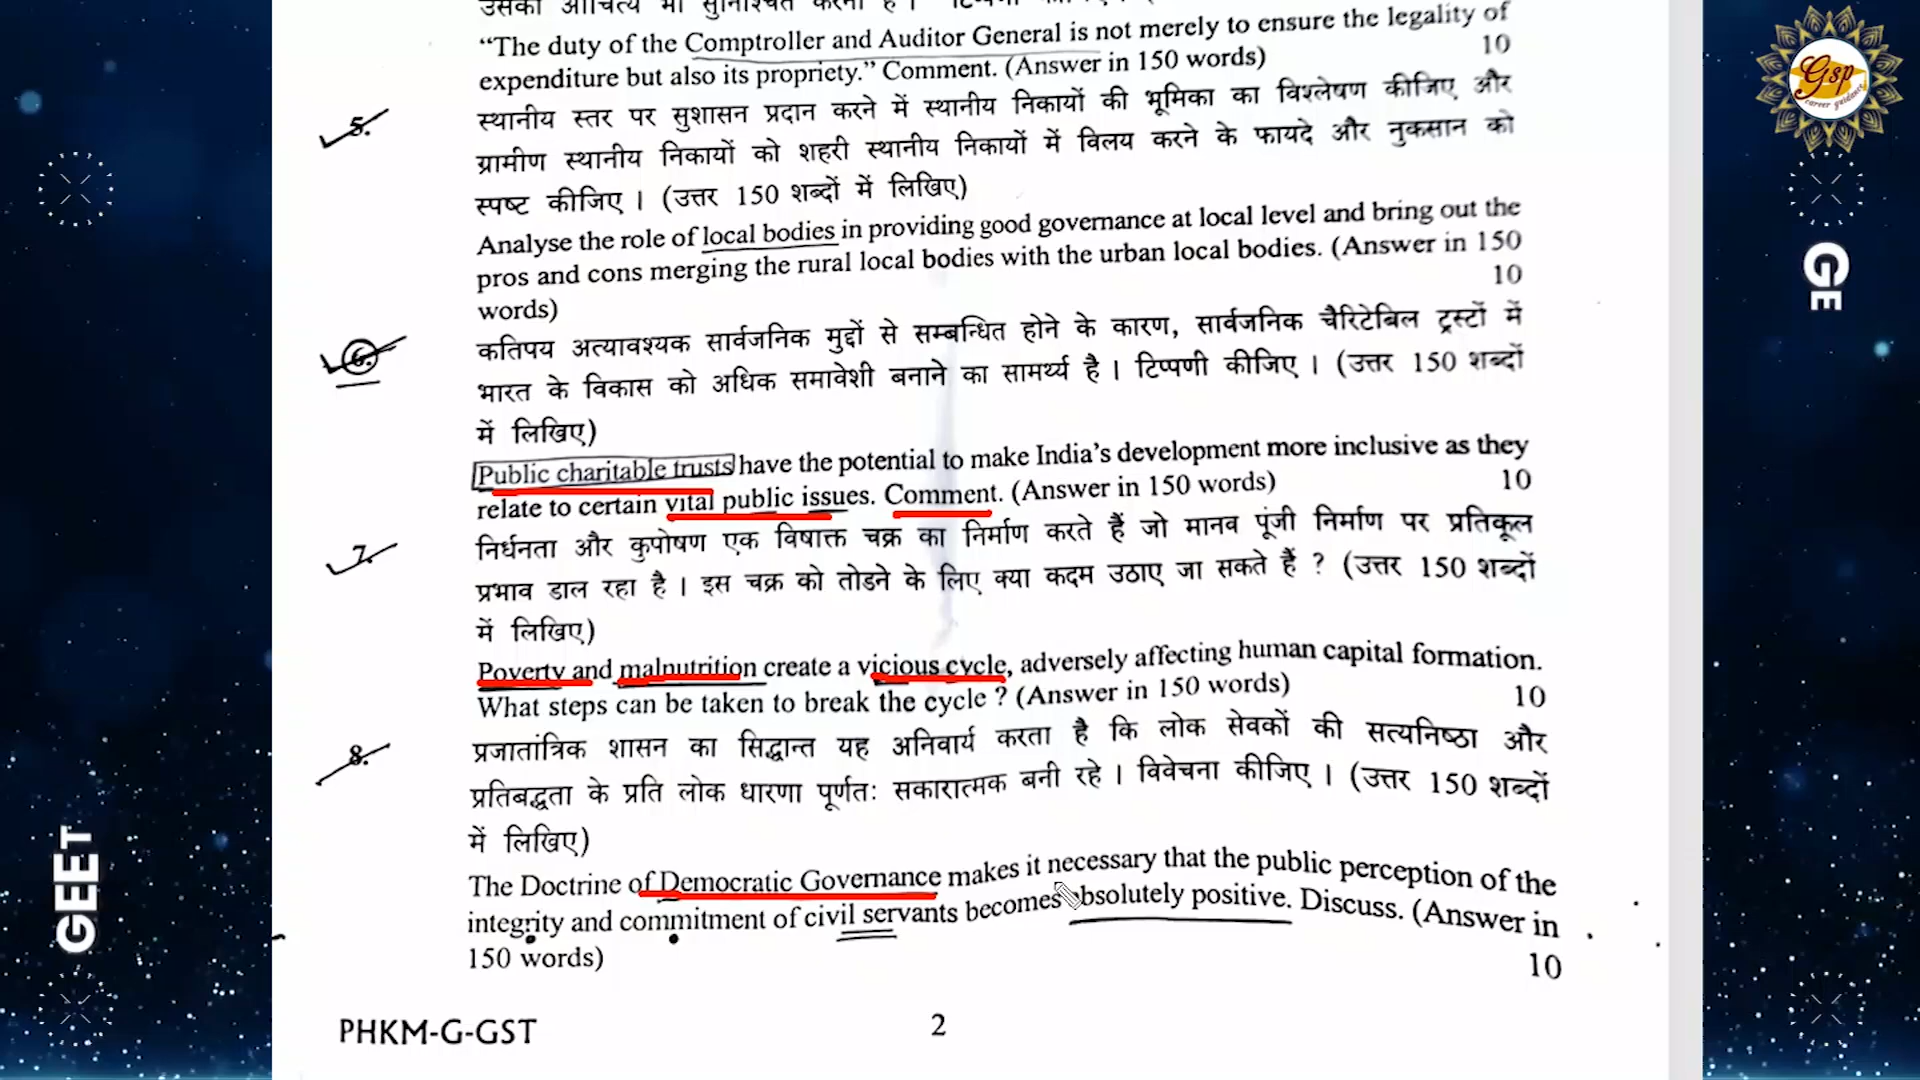 उसका औचित्य भी सुनिश्चित करना है।
“The duty of the Comptroller and Auditor General is not merely to ensure the legality of
expenditure but also its propriety.” Comment. (Answer in 150 words)
10
5.
स्थानीय स्तर पर सुशासन प्रदान करने में स्थानीय निकायों की भूमिका का विश्लेषण कीजिए और
ग्रामीण स्थानीय निकायों को शहरी स्थानीय निकायों में विलय करने के फायदे और नुकसान को
स्पष्ट कीजिए । (उत्तर 150 शब्दों में लिखिए)
Analyse the role of local bodies in providing good governance at local level and bring out the
pros and cons merging the rural local bodies with the urban local bodies. (Answer in 150
words)
10
6.
कतिपय अत्यावश्यक सार्वजनिक मुद्दों से सम्बन्धित होने के कारण, सार्वजनिक चैरिटेबिल ट्रस्टों में
भारत के विकास को अधिक समावेशी बनाने का सामर्थ्य है । टिप्पणी कीजिए । (उत्तर 150 शब्दों
में लिखिए)
Public charitable trusts have the potential to make India’s development more inclusive as they
relate to certain vital public issues. Comment. (Answer in 150 words)
10
7.
निर्धनता और कुपोषण एक विषाक्त चक्र का निर्माण करते हैं जो मानव पूंजी निर्माण पर प्रतिकूल
प्रभाव डाल रहा है । इस चक्र को तोडने के लिए क्या कदम उठाए जा सकते हैं ? (उत्तर 150 शब्दों
में लिखिए)
Poverty and malnutrition create a vicious cycle, adversely affecting human capital formation.
What steps can be taken to break the cycle ? (Answer in 150 words)
10
8.
प्रजातांत्रिक शासन का सिद्धान्त यह अनिवार्य करता है कि लोक सेवकों की सत्यनिष्ठा और
प्रतिबद्धता के प्रति लोक धारणा पूर्णतः सकारात्मक बनी रहे । विवेचना कीजिए । (उत्तर 150 शब्दों
में लिखिए)
The Doctrine of Democratic Governance makes it necessary that the public perception of the
integrity and commitment of civil servants becomes absolutely positive. Discuss. (Answer in
150 words)
10
PHKM-G-GST
2
Gsp
career guidance
GE
GEET